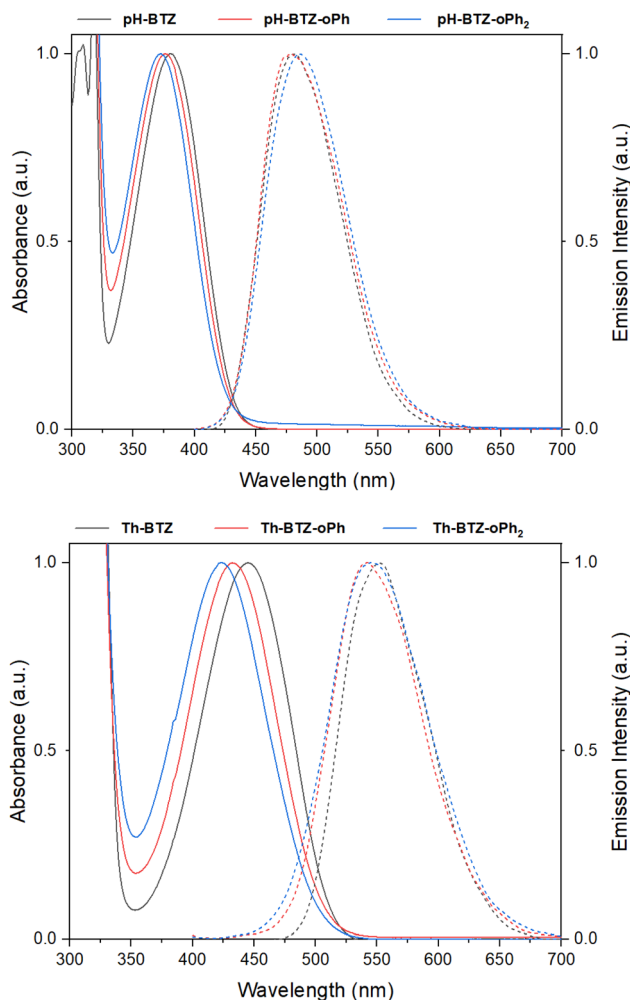 pH-BTZ pH-BTZ-oPh pH-BTZ-oPh₂
1.0 1.0
0.5 0.5
0.0 0.0
300 350 400 450 500 550 600 650 700
Absorbance (a.u.)
Emission Intensity (a.u.)
Wavelength (nm)
Th-BTZ Th-BTZ-oPh Th-BTZ-oPh₂
1.0 1.0
0.5 0.5
0.0 0.0
300 350 400 450 500 550 600 650 700
Absorbance (a.u.)
Emission Intensity (a.u.)
Wavelength (nm)